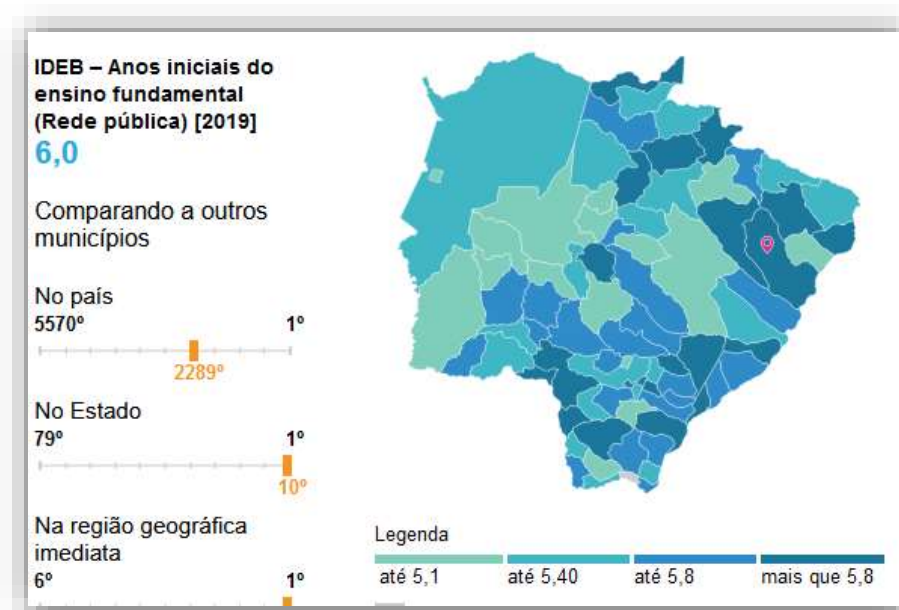 IDEB – Anos iniciais do
ensino fundamental
(Rede pública) [2019]
6,0
Comparando a outros
municípios
No país
5570º 1º
2289º
No Estado
79º 1º
10º
Na região geográfica
imediata
6º 1º
Legenda
até 5,1 até 5,40 até 5,8 mais que 5,8